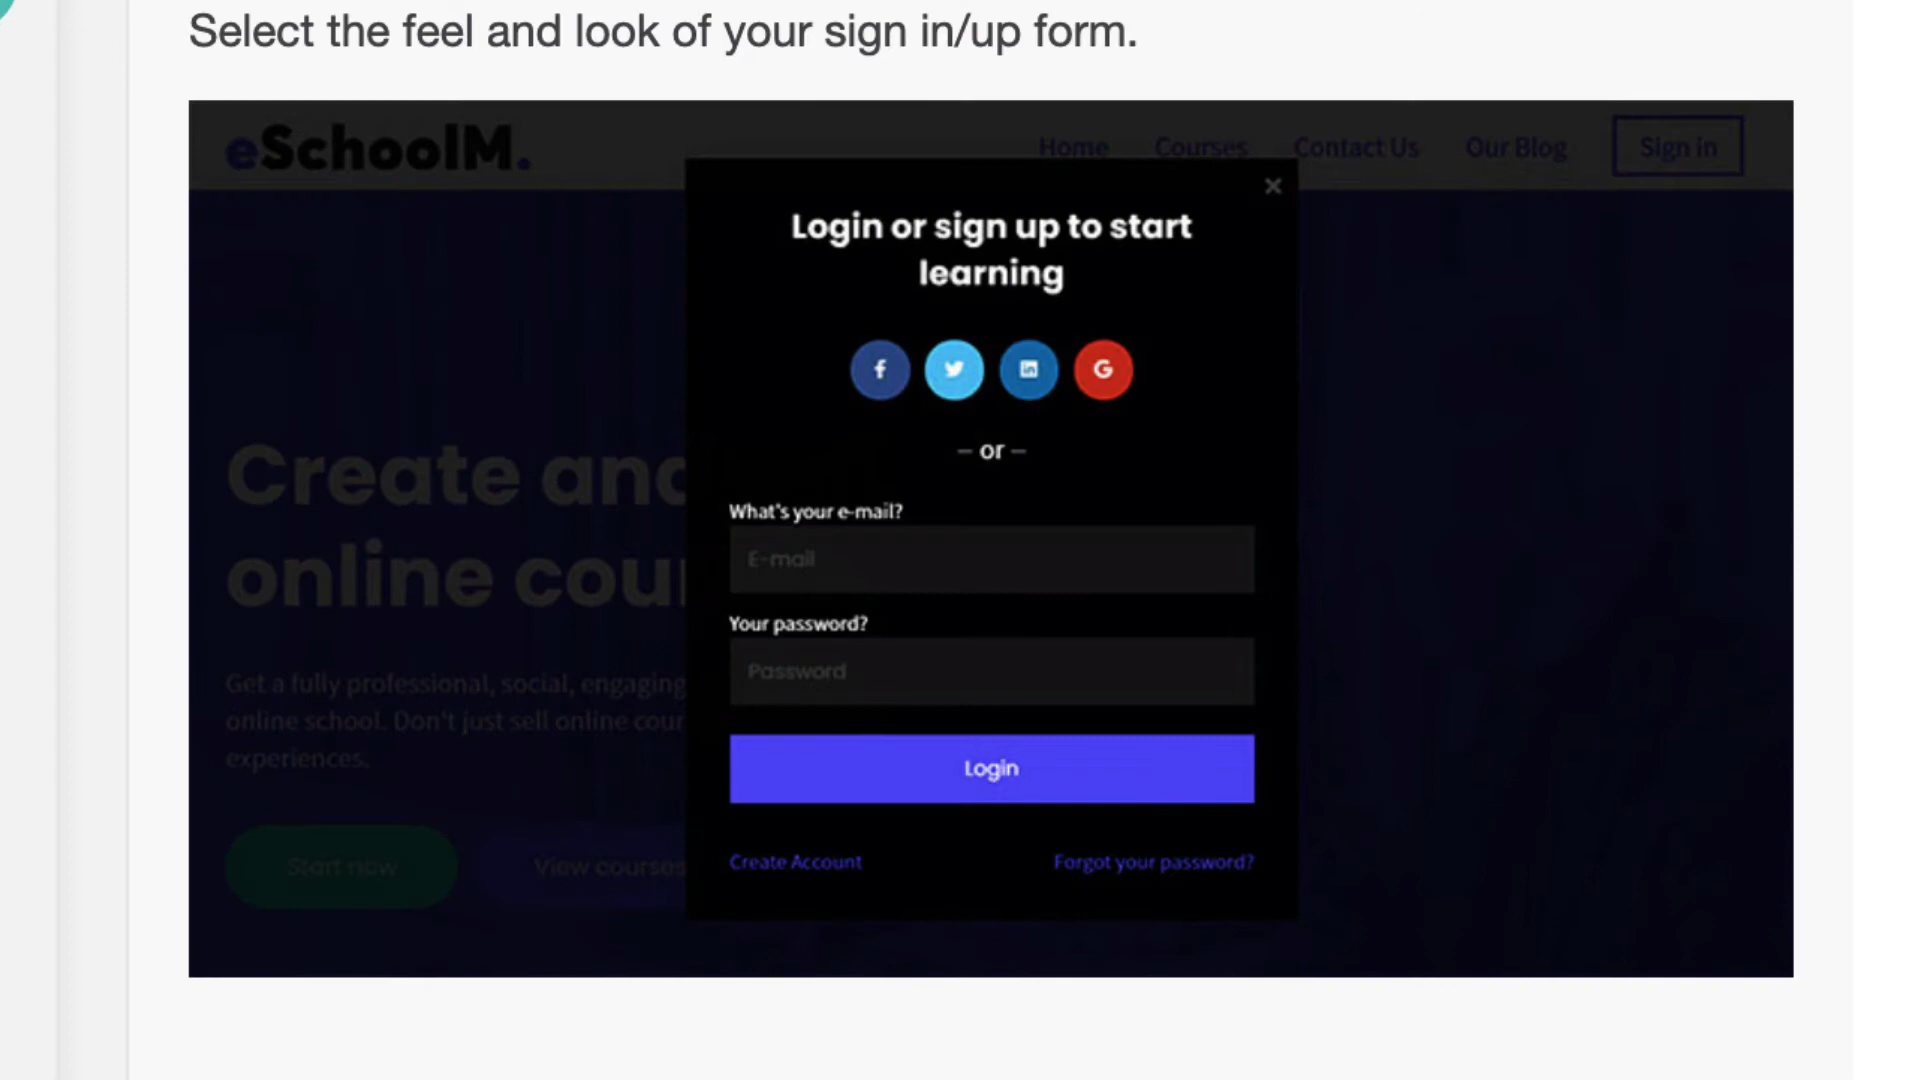 Select the feel and look of your sign in/up form.
eSchoolM.
Home Courses Contact Us Our Blog Sign in
×
Login or sign up to start
learning
f in G
– or –
What's your e-mail?
E-mail
Your password?
Password
Login
Create Account Forgot your password?
Create and
online cour
Get a fully professional, social, engaging
online school. Don't just sell online cour
experiences.
Start now View courses